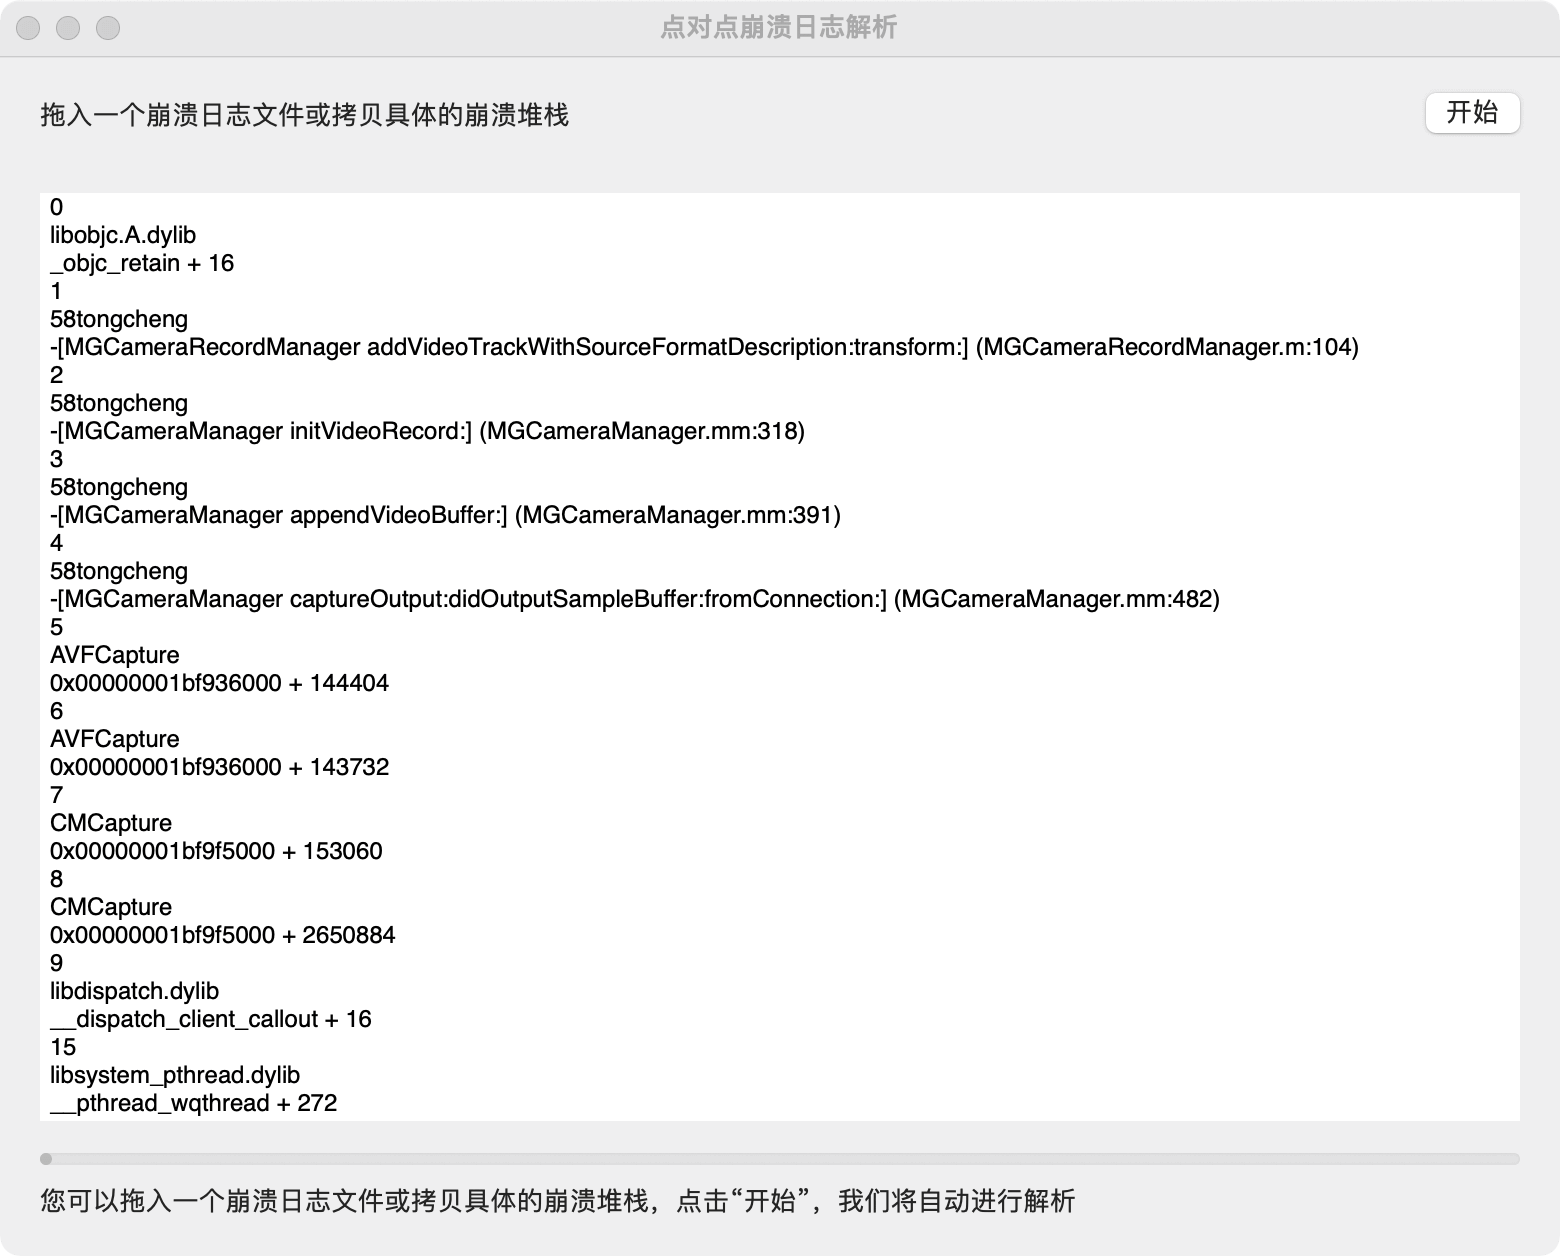 点对点崩溃日志解析
拖入一个崩溃日志文件或拷贝具体的崩溃堆栈
开始
0
libobjc.A.dylib
_objc_retain + 16
1
58tongcheng
-[MGCameraRecordManager addVideoTrackWithSourceFormatDescription:transform:] (MGCameraRecordManager.m:104)
2
58tongcheng
-[MGCameraManager initVideoRecord:] (MGCameraManager.mm:318)
3
58tongcheng
-[MGCameraManager appendVideoBuffer:] (MGCameraManager.mm:391)
4
58tongcheng
-[MGCameraManager captureOutput:didOutputSampleBuffer:fromConnection:] (MGCameraManager.mm:482)
5
AVFCapture
0x00000001bf936000 + 144404
6
AVFCapture
0x00000001bf936000 + 143732
7
CMCapture
0x00000001bf9f5000 + 153060
8
CMCapture
0x00000001bf9f5000 + 2650884
9
libdispatch.dylib
__dispatch_client_callout + 16
15
libsystem_pthread.dylib
__pthread_wqthread + 272
您可以拖入一个崩溃日志文件或拷贝具体的崩溃堆栈，点击“开始”，我们将自动进行解析